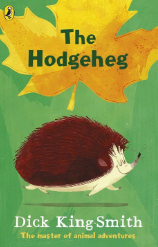 The
Hodgeheg
Dick King-Smith
The master of animal adventures